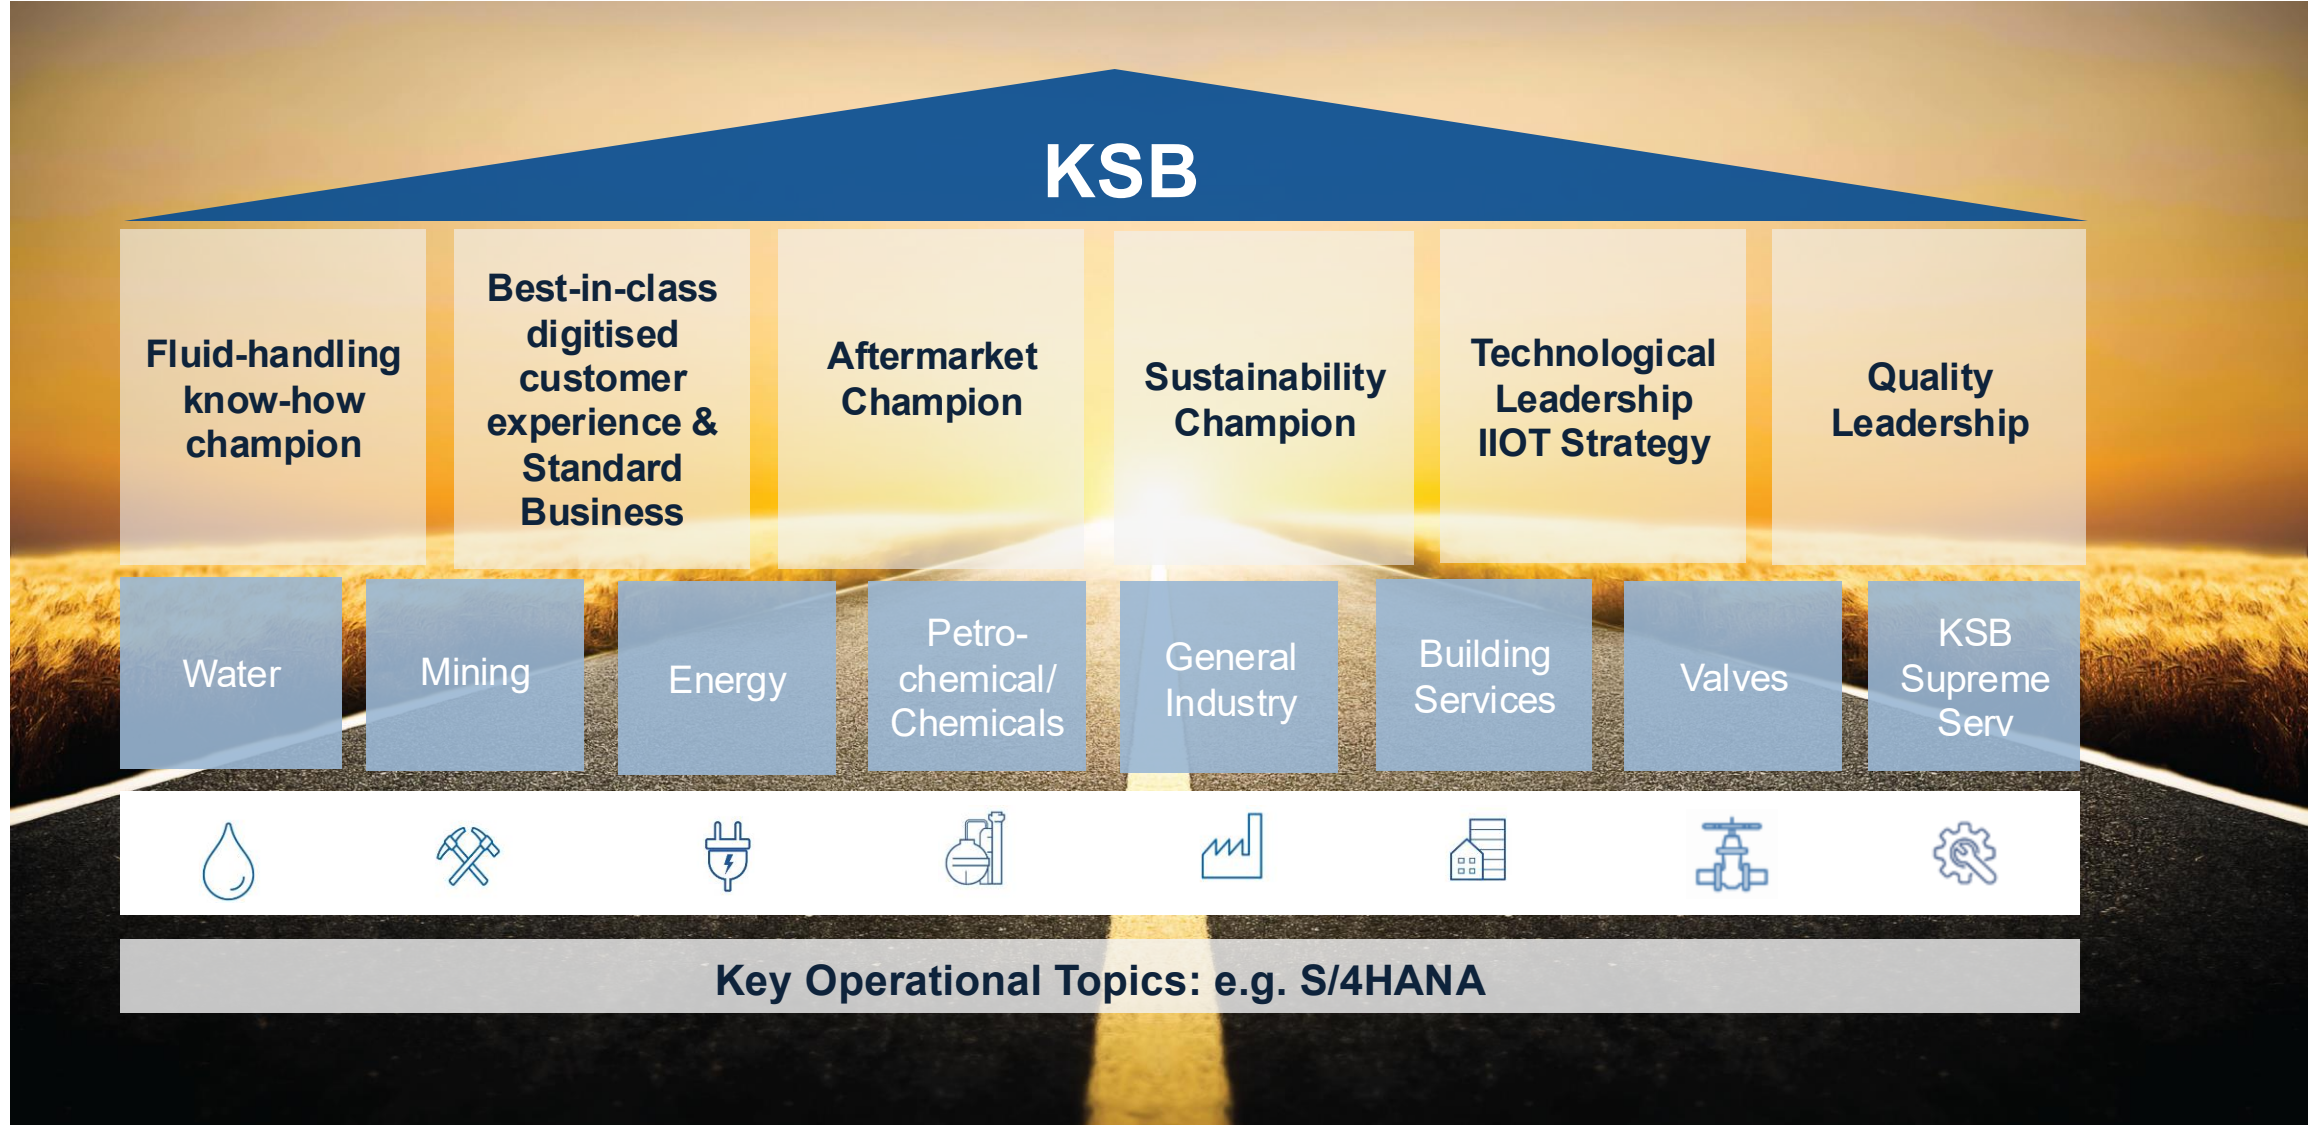 KSB
Fluid-handling
know-how
champion
Best-in-class
digitised
customer
experience &
Standard
Business
Aftermarket
Champion
Sustainability
Champion
Technological
Leadership
IIOT Strategy
Quality
Leadership
Water
Mining
Energy
Petro-
chemical/
Chemicals
General
Industry
Building
Services
Valves
KSB
Supreme
Serv
Key Operational Topics: e.g. S/4HANA